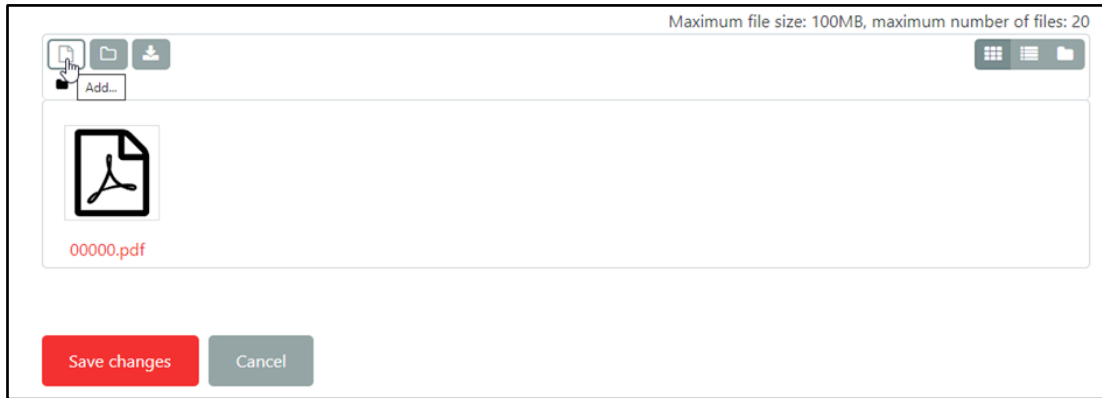 Maximum file size: 100MB, maximum number of files: 20
Add...
00000.pdf
Save changes
Cancel